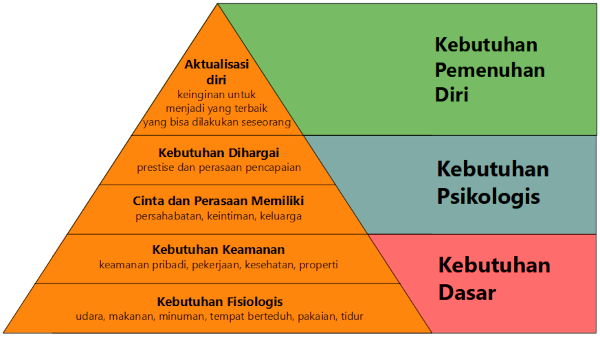 Aktualisasi
diri
keinginan untuk
menjadi yang terbaik
yang bisa dilakukan seseorang
Kebutuhan
Pemenuhan
Diri
Kebutuhan Dihargai
prestise dan perasaan pencapaian
Cinta dan Perasaan Memiliki
persahabatan, keintiman, keluarga
Kebutuhan
Psikologis
Kebutuhan Keamanan
keamanan pribadi, pekerjaan, kesehatan, properti
Kebutuhan Fisiologis
udara, makanan, minuman, tempat berteduh, pakaian, tidur
Kebutuhan
Dasar